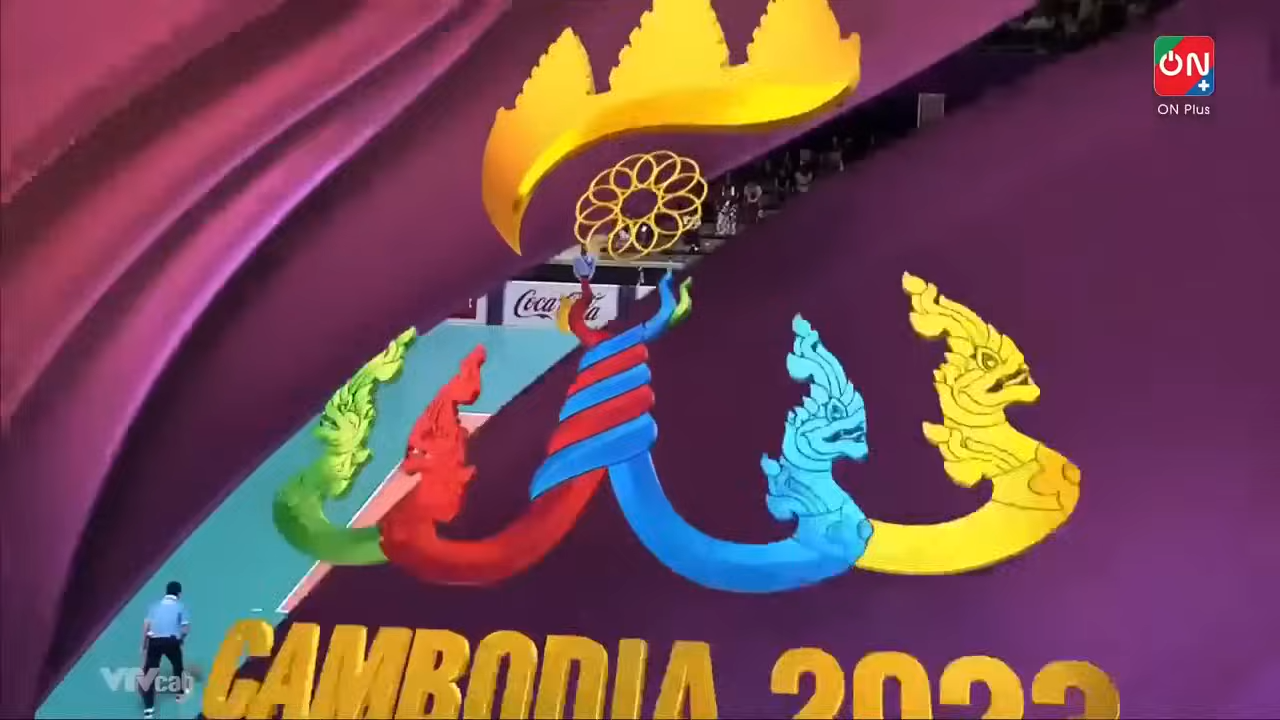 ON
ON Plus
Coca-Cola
CAMBODIA 2023
VTVcab